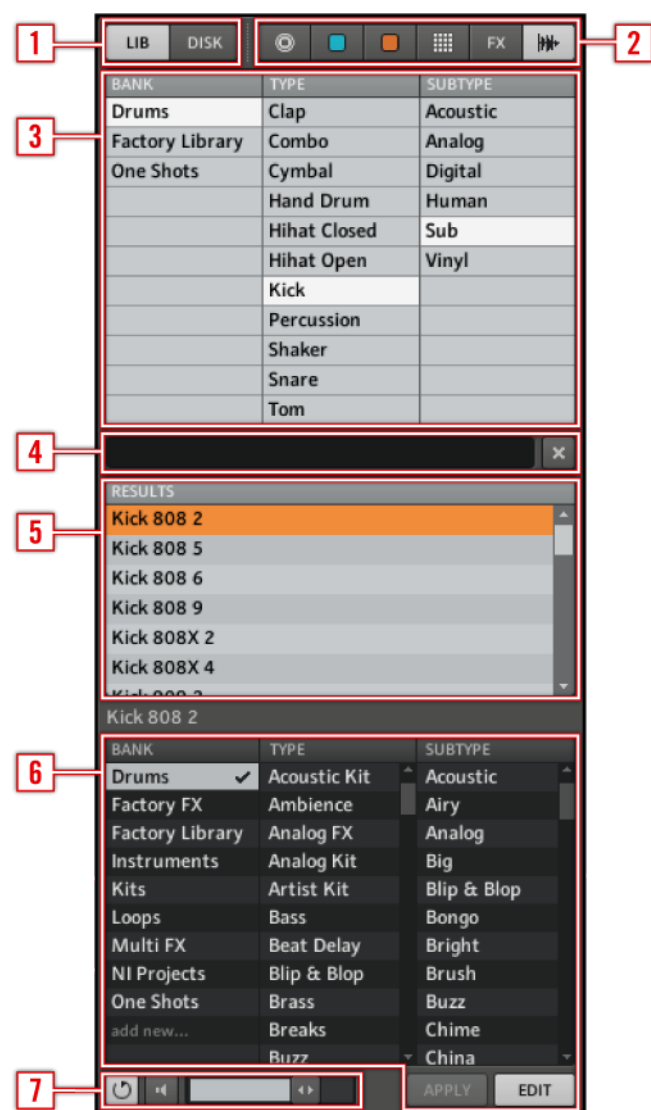 1 LIB DISK FX 2
BANK TYPE SUBTYPE
3 Drums Clap Acoustic
Factory Library Combo Analog
One Shots Cymbal Digital
Hand Drum Human
Hihat Closed Sub
Hihat Open Vinyl
Kick
Percussion
Shaker
Snare
Tom
4
RESULTS
5 Kick 808 2
Kick 808 5
Kick 808 6
Kick 808 9
Kick 808X 2
Kick 808X 4
Kick 808 2
BANK TYPE SUBTYPE
6 Drums Acoustic Kit Acoustic
Factory FX Ambience Airy
Factory Library Analog FX Analog
Instruments Analog Kit Big
Kits Artist Kit Blip & Blop
Loops Bass Bongo
Multi FX Beat Delay Bright
NI Projects Blip & Blop Brush
One Shots Brass Buzz
add new... Breaks Chime
Buzz China
7 APPLY EDIT